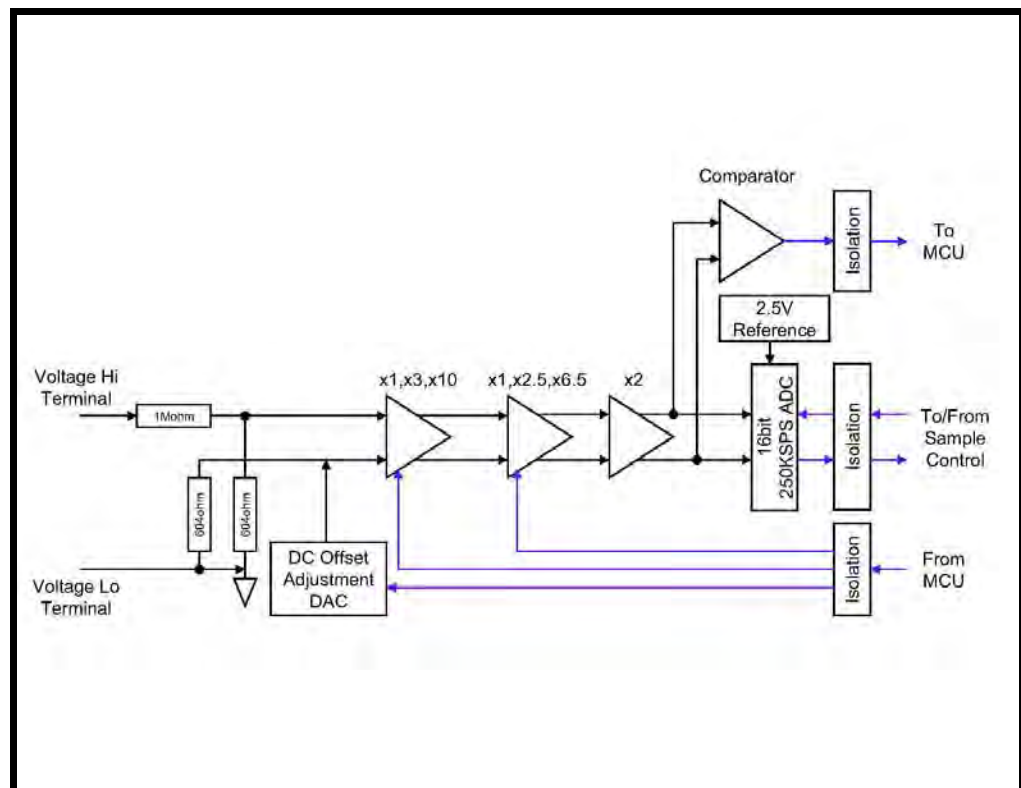 Comparator
Isolation
To
MCU
2.5V
Reference
Voltage Hi
Terminal
1Mohm
x1,x3,x10
x1,x2.5,x6.5
x2
16bit
250KSPS ADC
Isolation
To/From
Sample
Control
604ohm
604ohm
Voltage Lo
Terminal
DC Offset
Adjustment
DAC
Isolation
From
MCU